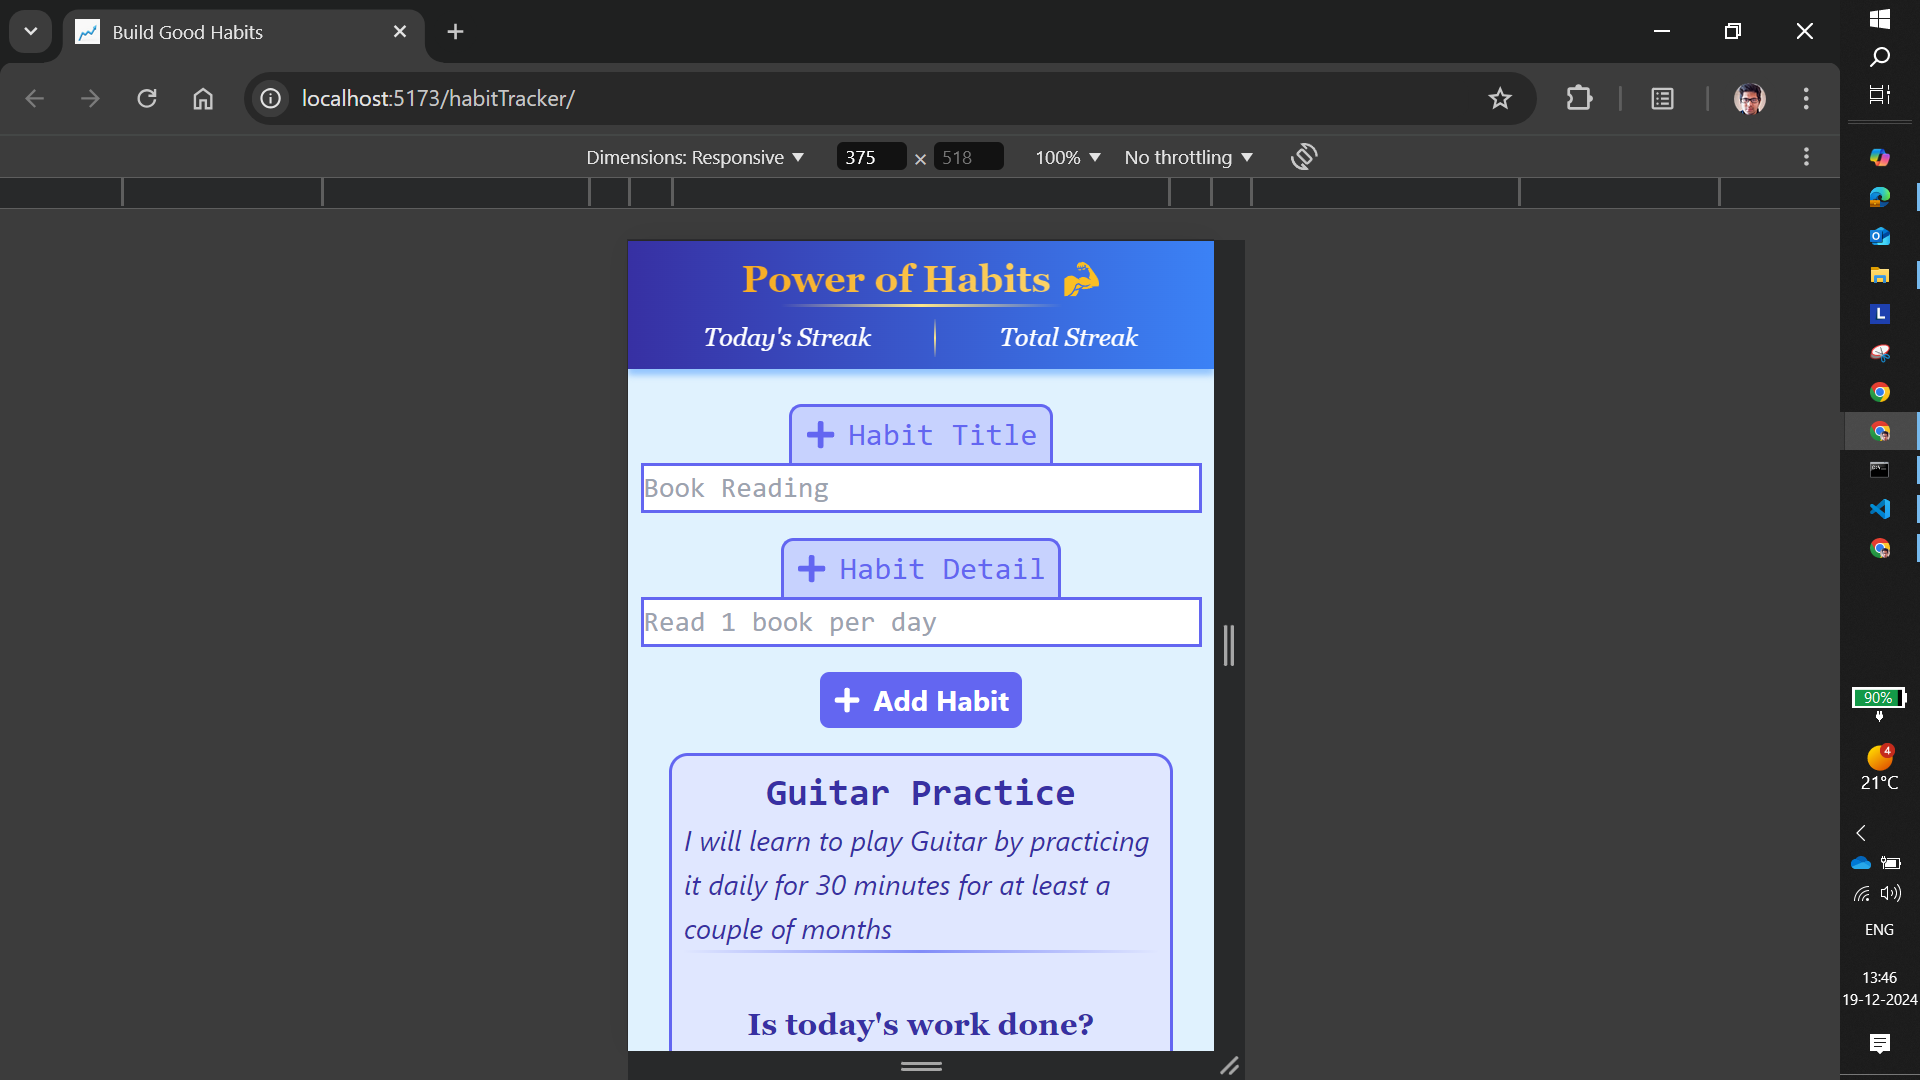 Build Good Habits
localhost:5173/habitTracker/
Dimensions: Responsive 375 × 518 100% No throttling
Power of Habits
Today's Streak Total Streak
Habit Title
Book Reading
Habit Detail
Read 1 book per day
Add Habit
Guitar Practice
I will learn to play Guitar by practicing
it daily for 30 minutes for at least a
couple of months
Is today's work done?
L
90%
4
21°C
ENG
13:46
19-12-2024